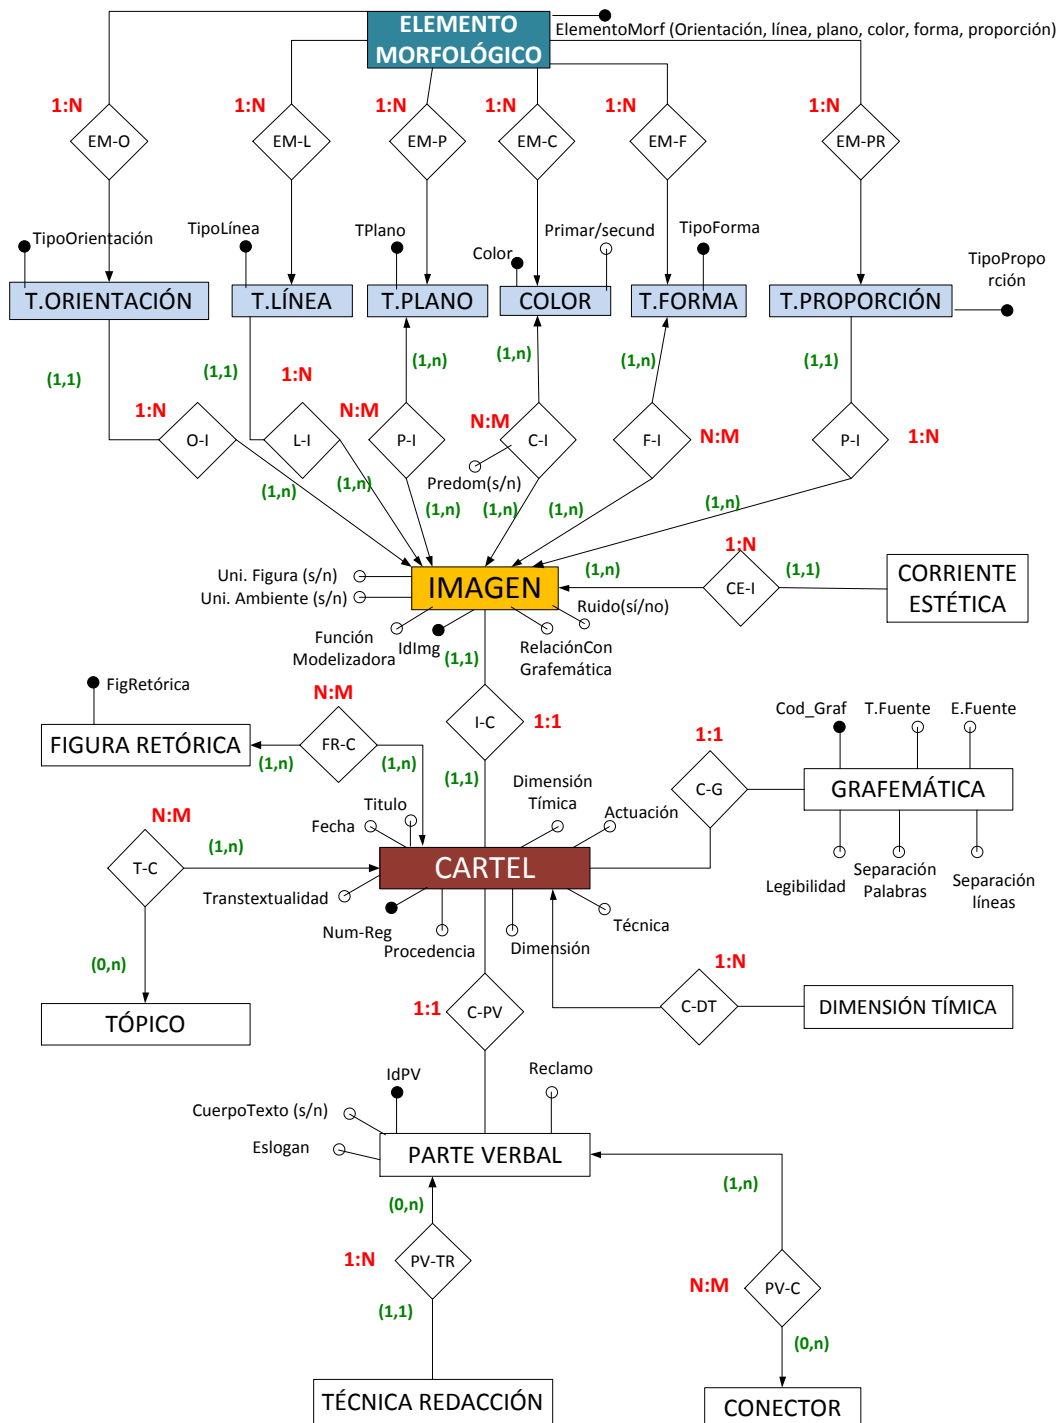 ELEMENTO
MORFOLÓGICO
ElementoMorf (Orientación, línea, plano, color, forma, proporción)
1:N
1:N
1:N
1:N
1:N
1:N
EM-O
EM-L
EM-P
EM-C
EM-F
EM-PR
TipoOrientación
TipoLínea
TPlano
Color
Primar/secund
TipoForma
TipoPropo
rción
T.ORIENTACIÓN
T.LÍNEA
T.PLANO
COLOR
T.FORMA
T.PROPORCIÓN
(1,1)
(1,1)
(1,n)
(1,n)
(1,n)
(1,1)
1:N
1:N
N:M
N:M
N:M
1:N
O-I
L-I
P-I
C-I
F-I
P-I
Predom(s/n)
(1,n)
(1,n)
(1,n)
(1,n)
(1,n)
(1,n)
Uni. Figura (s/n)
Uni. Ambiente (s/n)
IMAGEN
Ruido(sí/no)
(1,n)
1:N
CE-I
(1,1)
CORRIENTE
ESTÉTICA
Función
Modelizadora
IdImg
RelaciónCon
Grafemática
(1,1)
I-C
1:1
(1,1)
FigRetórica
FIGURA RETÓRICA
N:M
FR-C
(1,n)
(1,n)
1:1
C-G
Cod_Graf
T.Fuente
E.Fuente
GRAFEMÁTICA
Legibilidad
Separación
Palabras
Separación
líneas
N:M
T-C
(1,n)
(0,n)
TÓPICO
Fecha
Titulo
Dimensión
Tímica
Actuación
CARTEL
Transtextualidad
Num-Reg
Procedencia
Dimensión
Técnica
1:N
C-DT
DIMENSIÓN TÍMICA
1:1
C-PV
IdPV
Reclamo
CuerpoTexto (s/n)
Eslogan
PARTE VERBAL
(0,n)
1:N
PV-TR
(1,1)
TÉCNICA REDACCIÓN
(1,n)
N:M
PV-C
(0,n)
CONECTOR